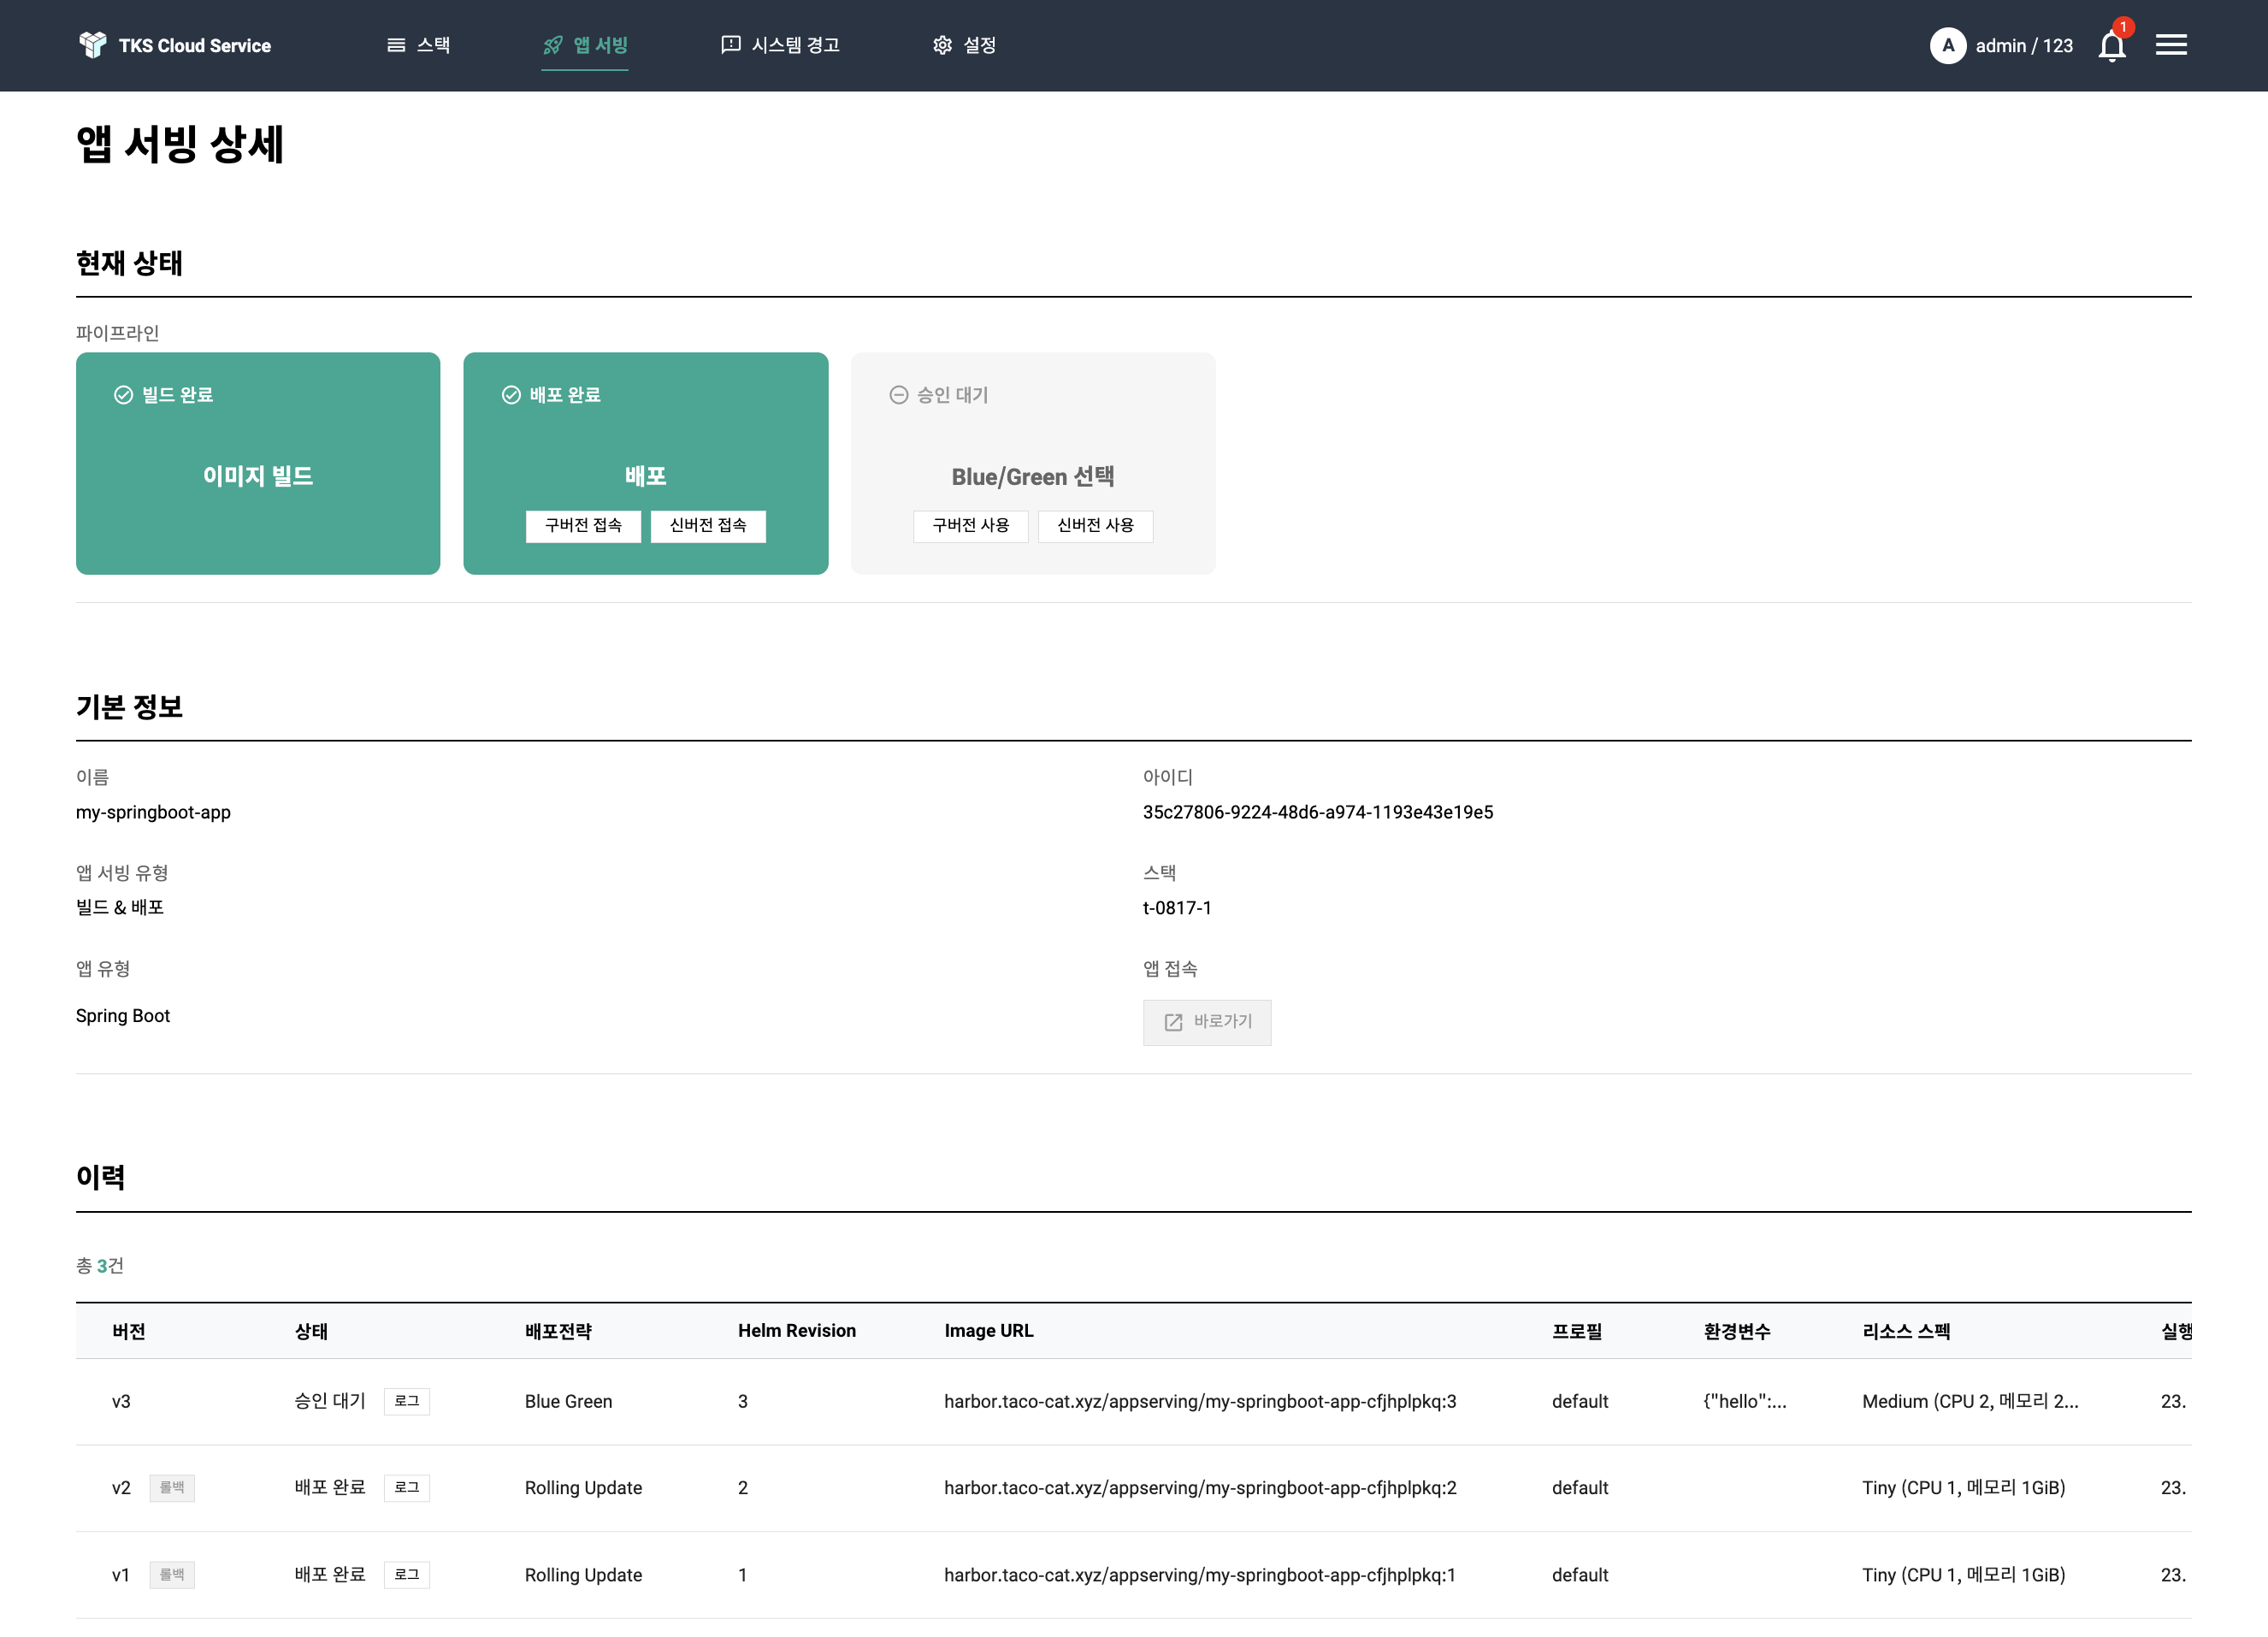 TKS Cloud Service 스택 앱 서빙 시스템 경고 설정 A admin / 123 1
앱 서빙 상세
현재 상태
파이프라인
빌드 완료 배포 완료 승인 대기
이미지 빌드 배포 Blue/Green 선택
구버전 접속 신버전 접속 구버전 사용 신버전 사용
기본 정보
이름 아이디
my-springboot-app 35c27806-9224-48d6-a974-1193e43e19e5
앱 서빙 유형 스택
빌드 & 배포 t-0817-1
앱 유형 앱 접속
Spring Boot 바로가기
이력
총 3건
버전 상태 배포전략 Helm Revision Image URL 프로필 환경변수 리소스 스펙 실행
v3 승인 대기 로그 Blue Green 3 harbor.taco-cat.xyz/appserving/my-springboot-app-cfjhplpkq:3 default {"hello":... Medium (CPU 2, 메모리 2... 23.
v2 롤백 배포 완료 로그 Rolling Update 2 harbor.taco-cat.xyz/appserving/my-springboot-app-cfjhplpkq:2 default Tiny (CPU 1, 메모리 1GiB) 23.
v1 롤백 배포 완료 로그 Rolling Update 1 harbor.taco-cat.xyz/appserving/my-springboot-app-cfjhplpkq:1 default Tiny (CPU 1, 메모리 1GiB) 23.